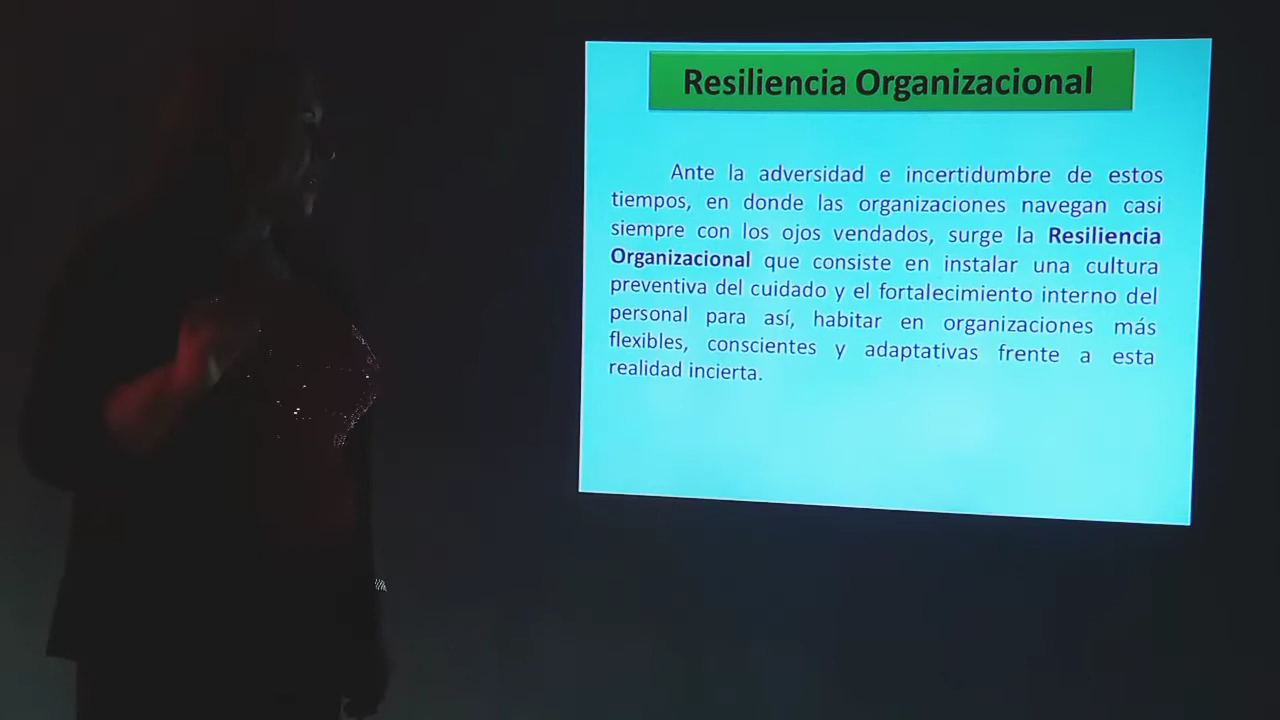 Resiliencia Organizacional
Ante la adversidad e incertidumbre de estos
tiempos, en donde las organizaciones navegan casi
siempre con los ojos vendados, surge la Resiliencia
Organizacional que consiste en instalar una cultura
preventiva del cuidado y el fortalecimiento interno del
personal para así, habitar en organizaciones más
flexibles, conscientes y adaptativas frente a esta
realidad incierta.